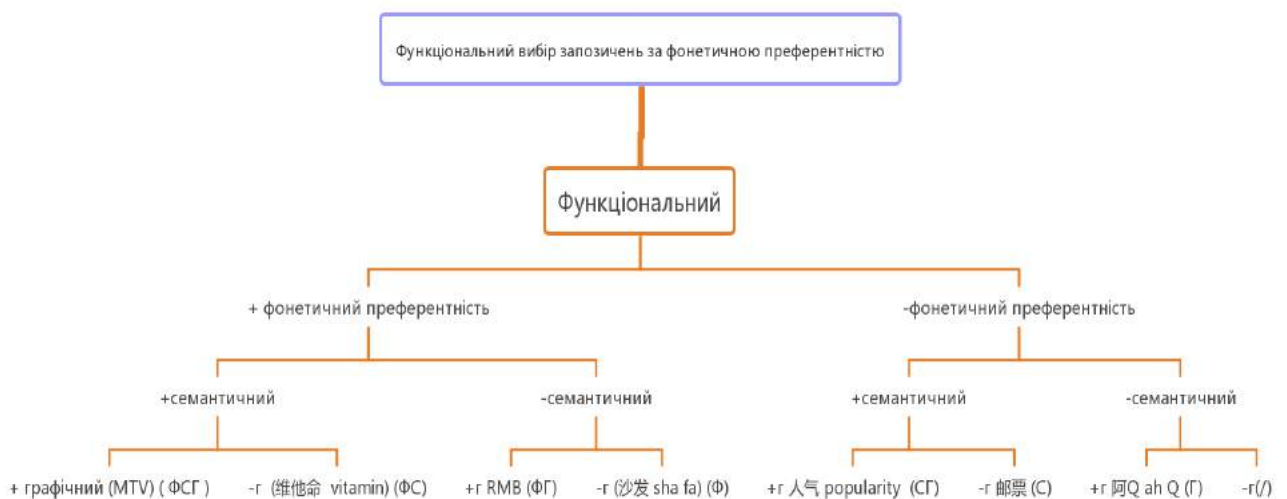 Функціональний вибір запозичень за фонетичною преферентністю
Функціональний
+ фонетичний преферентність
-фонетичний преферентність
+семантичний
-семантичний
+семантичний
-семантичний
+ графічний (MTV) ( ФСГ )
-г (维他命 vitamin) (ФС)
+г RMB (ФГ)
-г (沙发 sha fa) (Ф)
+г 人气 popularity (СГ)
-г 邮票 (С)
+г 阿Q ah Q (Г)
-г(/)